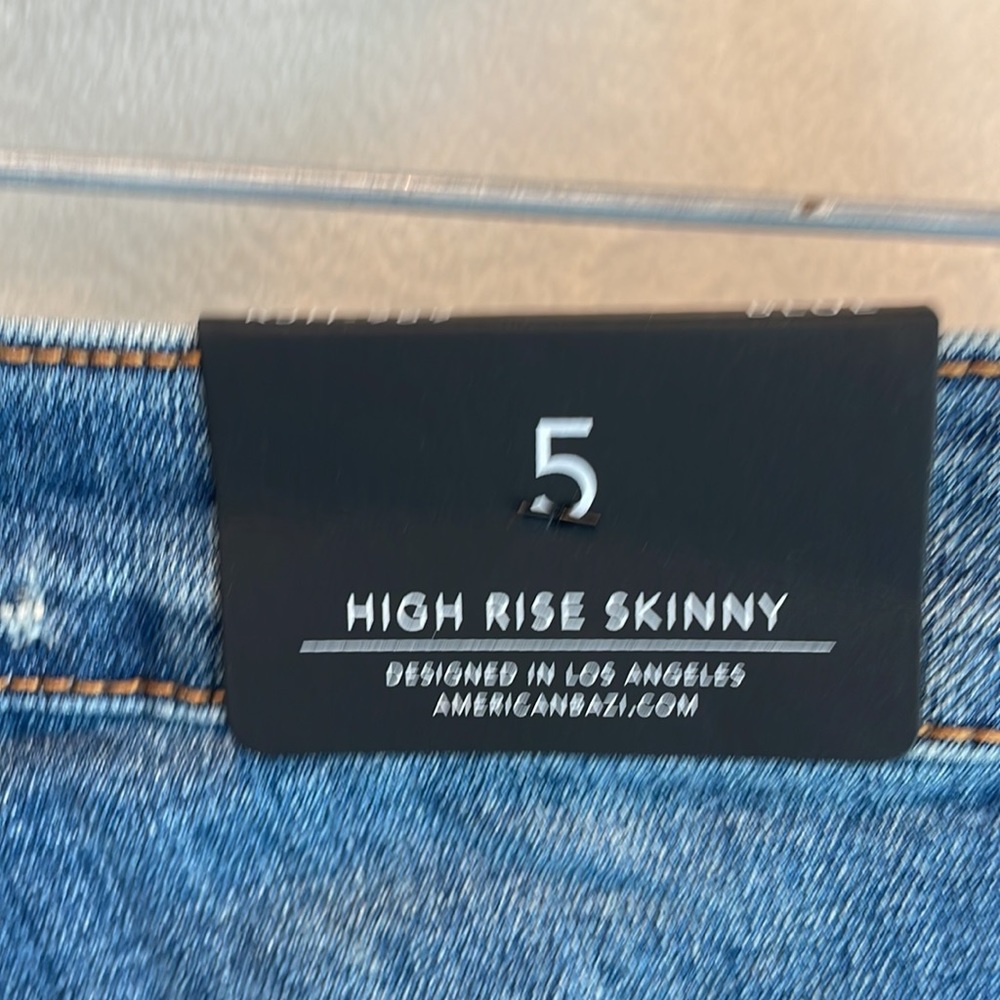 5
HIGH RISE SKINNY
DESIGNED IN LOS ANGELES
AMERICANBAZI.COM